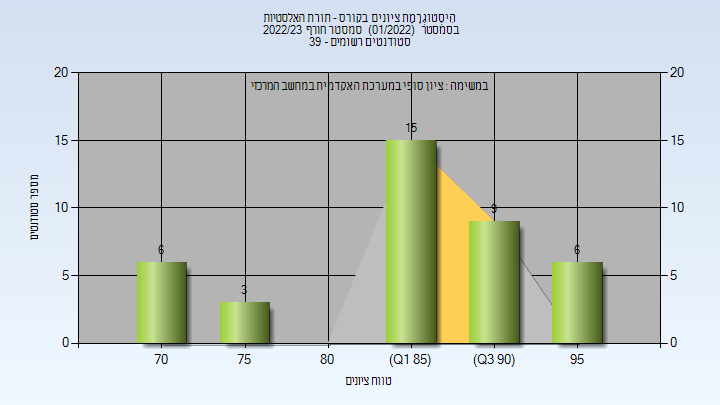 היסטוגרמת ציונים בקורס - תורת האלסטיות
בסמסטר (01/2022) סמסטר חורף 2022/23
סטודנטים רשומים - 39
במשימה : ציון סופי במערכת האקדמית במחשב המרכזי
20
15
10
5
0
20
15
10
5
0
מספר סטודנטים
6
3
15
9
6
70
75
80
(Q1 85)
(Q3 90)
95
טווח ציונים